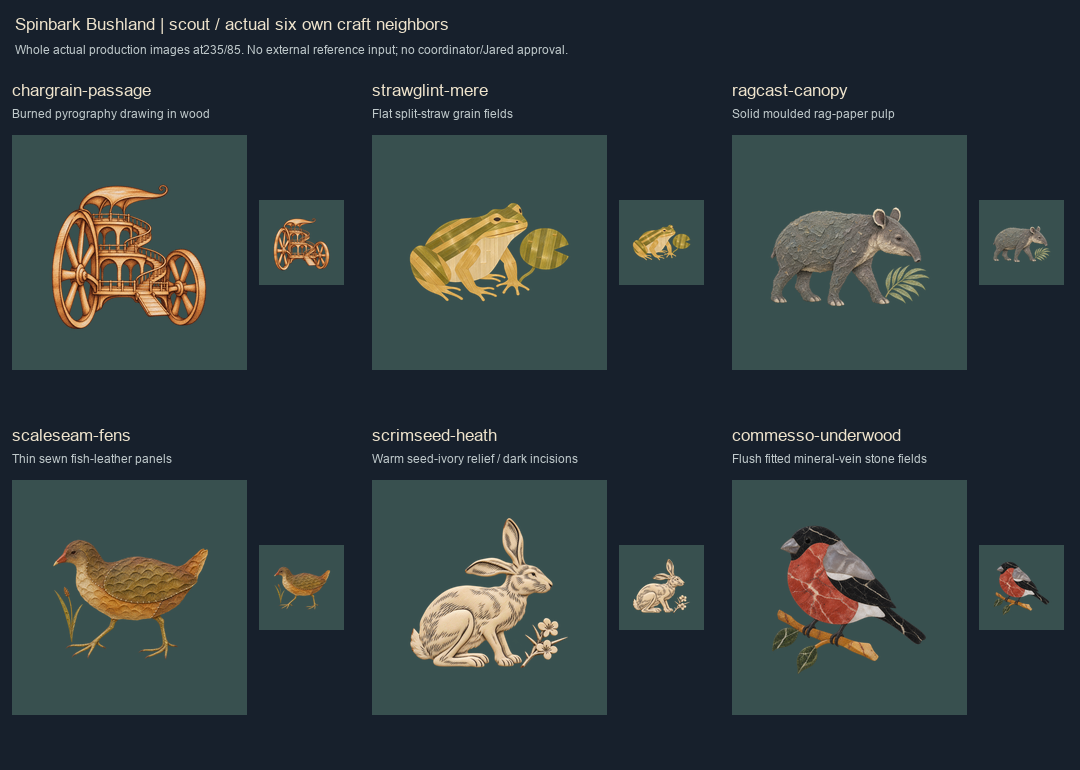 Spinbark Bushland | scout / actual six own craft neighbors
Whole actual production images at235/85. No external reference input; no coordinator/Jared approval.
chargrain-passage
Burned pyrography drawing in wood
strawglint-mere
Flat split-straw grain fields
ragcast-canopy
Solid moulded rag-paper pulp
scaleseam-fens
Thin sewn fish-leather panels
scrimseed-heath
Warm seed-ivory relief / dark incisions
commesso-underwood
Flush fitted mineral-vein stone fields